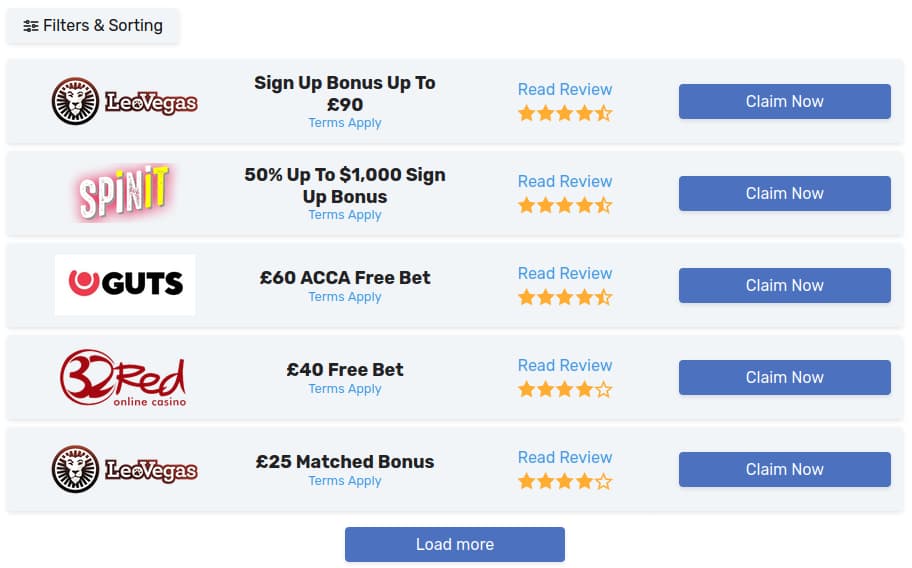 Filters & Sorting
LeoVegas
Sign Up Bonus Up To
£90
Terms Apply
Read Review
Claim Now
SPINIT
50% Up To $1,000 Sign
Up Bonus
Terms Apply
Read Review
Claim Now
GUTS
£60 ACCA Free Bet
Terms Apply
Read Review
Claim Now
32Red
online casino
£40 Free Bet
Terms Apply
Read Review
Claim Now
LeoVegas
£25 Matched Bonus
Terms Apply
Read Review
Claim Now
Load more